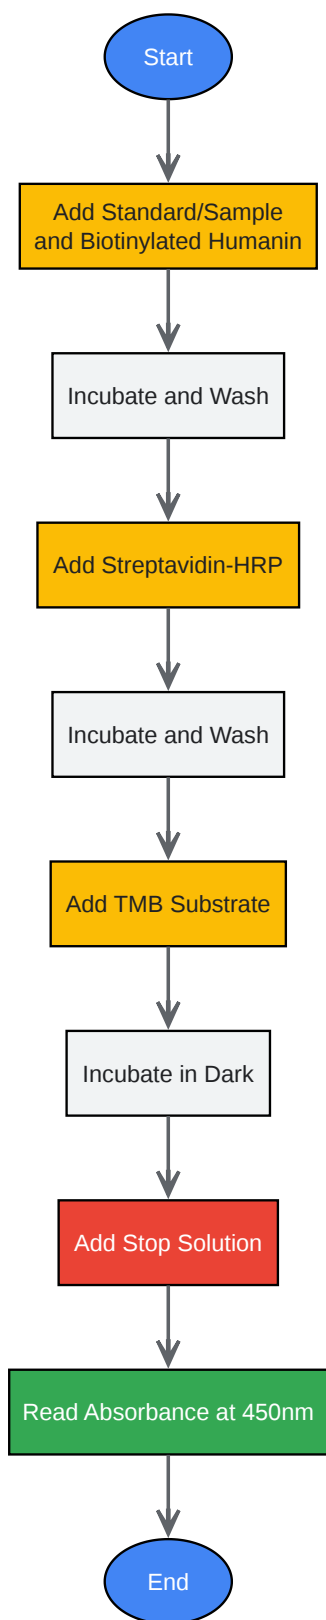 Start
Add Standard/Sample
and Biotinylated Humanin
Incubate and Wash
Add Streptavidin-HRP
Incubate and Wash
Add TMB Substrate
Incubate in Dark
Add Stop Solution
Read Absorbance at 450nm
End